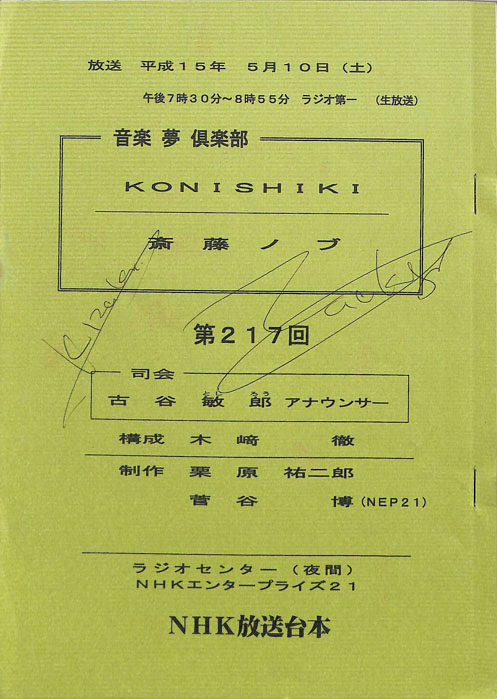 放送 平成15年 5月10日（土）
午後7時30分～8時55分 ラジオ第一 （生放送）
音楽 夢 倶楽部
KONISHIKI
斎藤ノブ
第217回
司会
古谷敏郎 アナウンサー
構成 木﨑 徹
制作 栗原 祐二郎
菅谷 博（NEP21）
ラジオセンター（夜間）
NHKエンタープライズ21
NHK放送台本